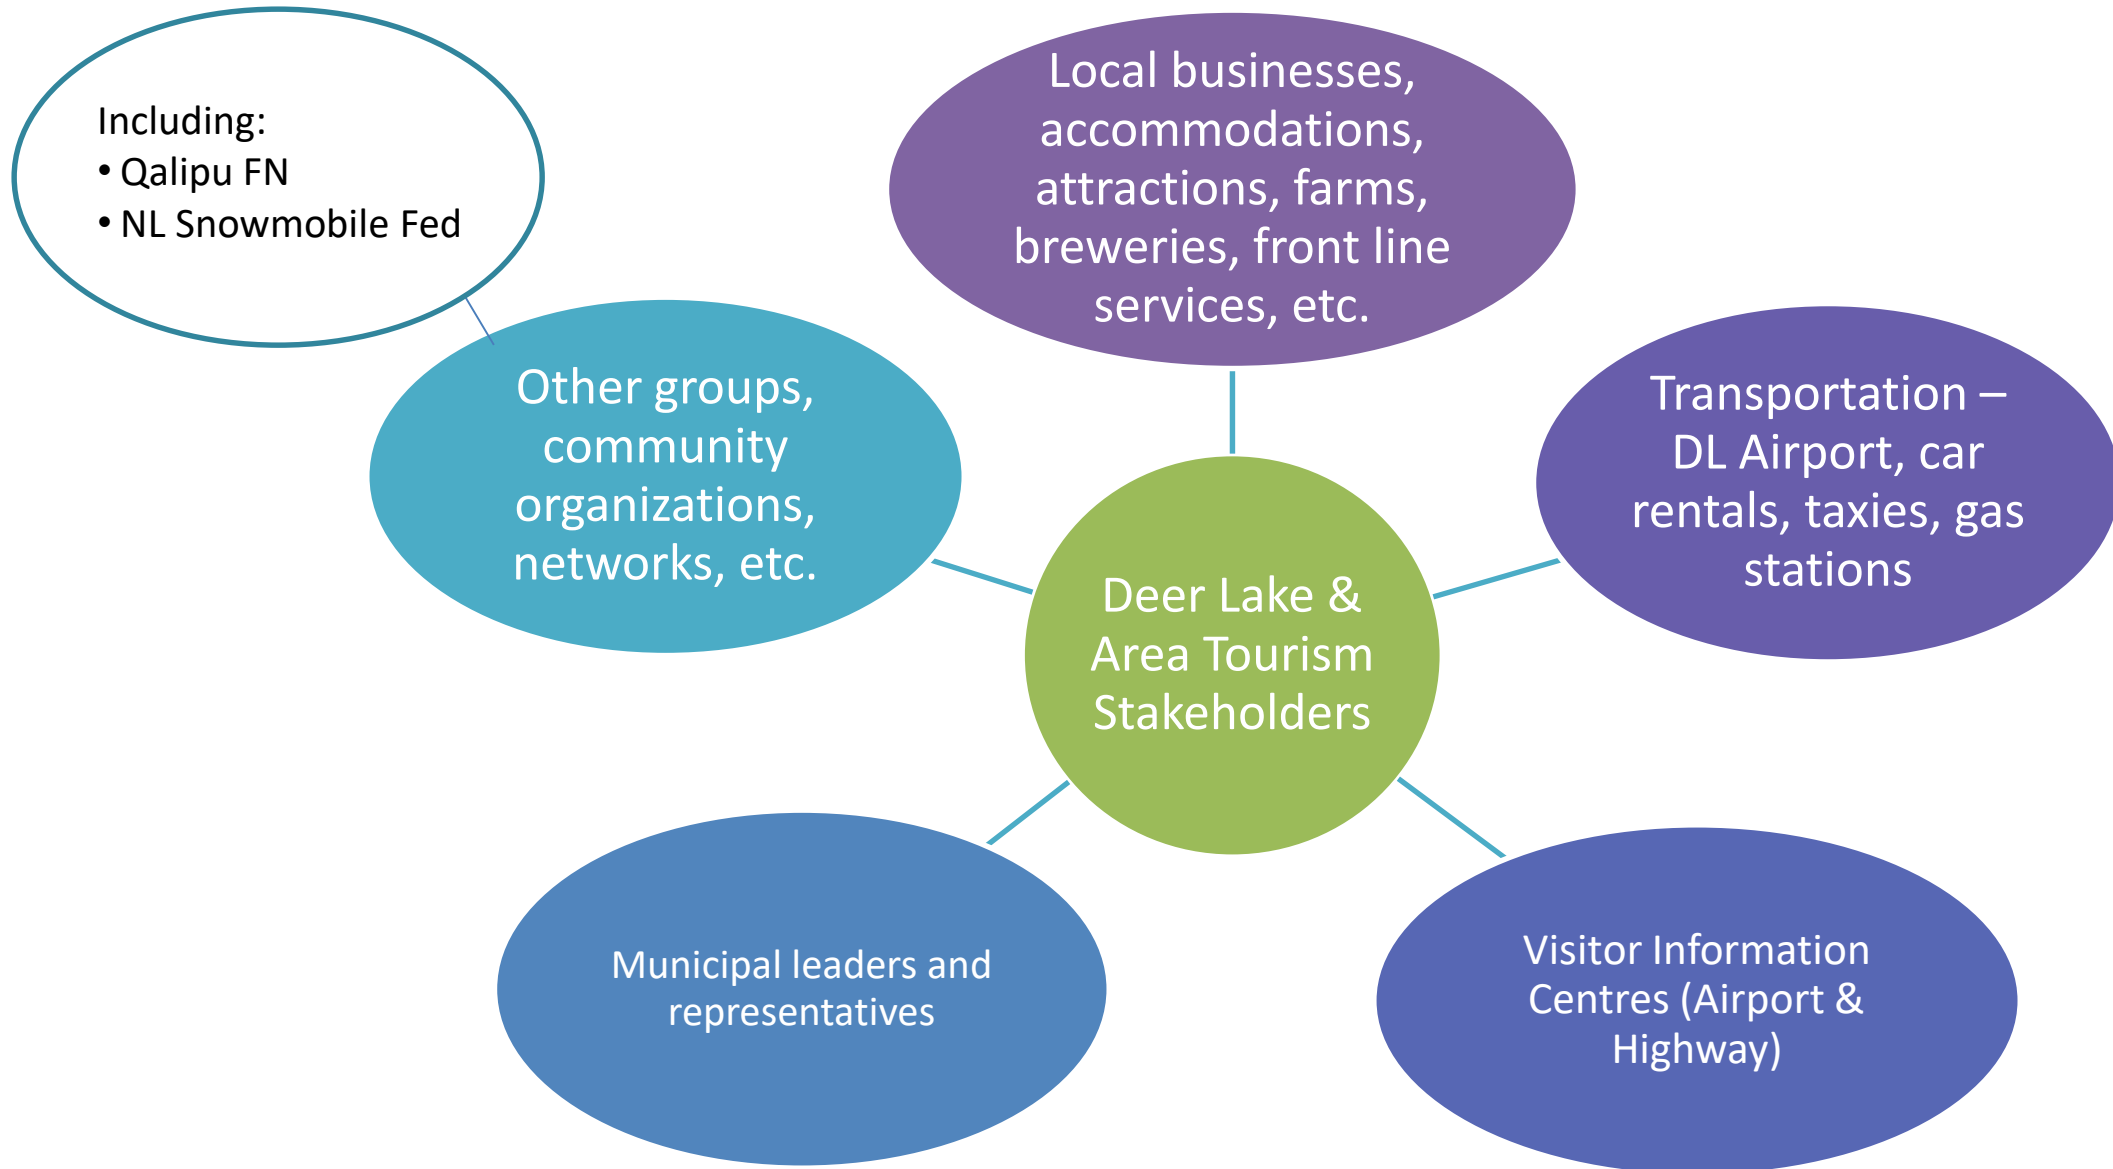 Including:
• Qalipu FN
• NL Snowmobile Fed
Local businesses,
accommodations,
attractions, farms,
breweries, front line
services, etc.
Other groups,
community
organizations,
networks, etc.
Transportation –
DL Airport, car
rentals, taxies, gas
stations
Deer Lake &
Area Tourism
Stakeholders
Municipal leaders and
representatives
Visitor Information
Centres (Airport &
Highway)